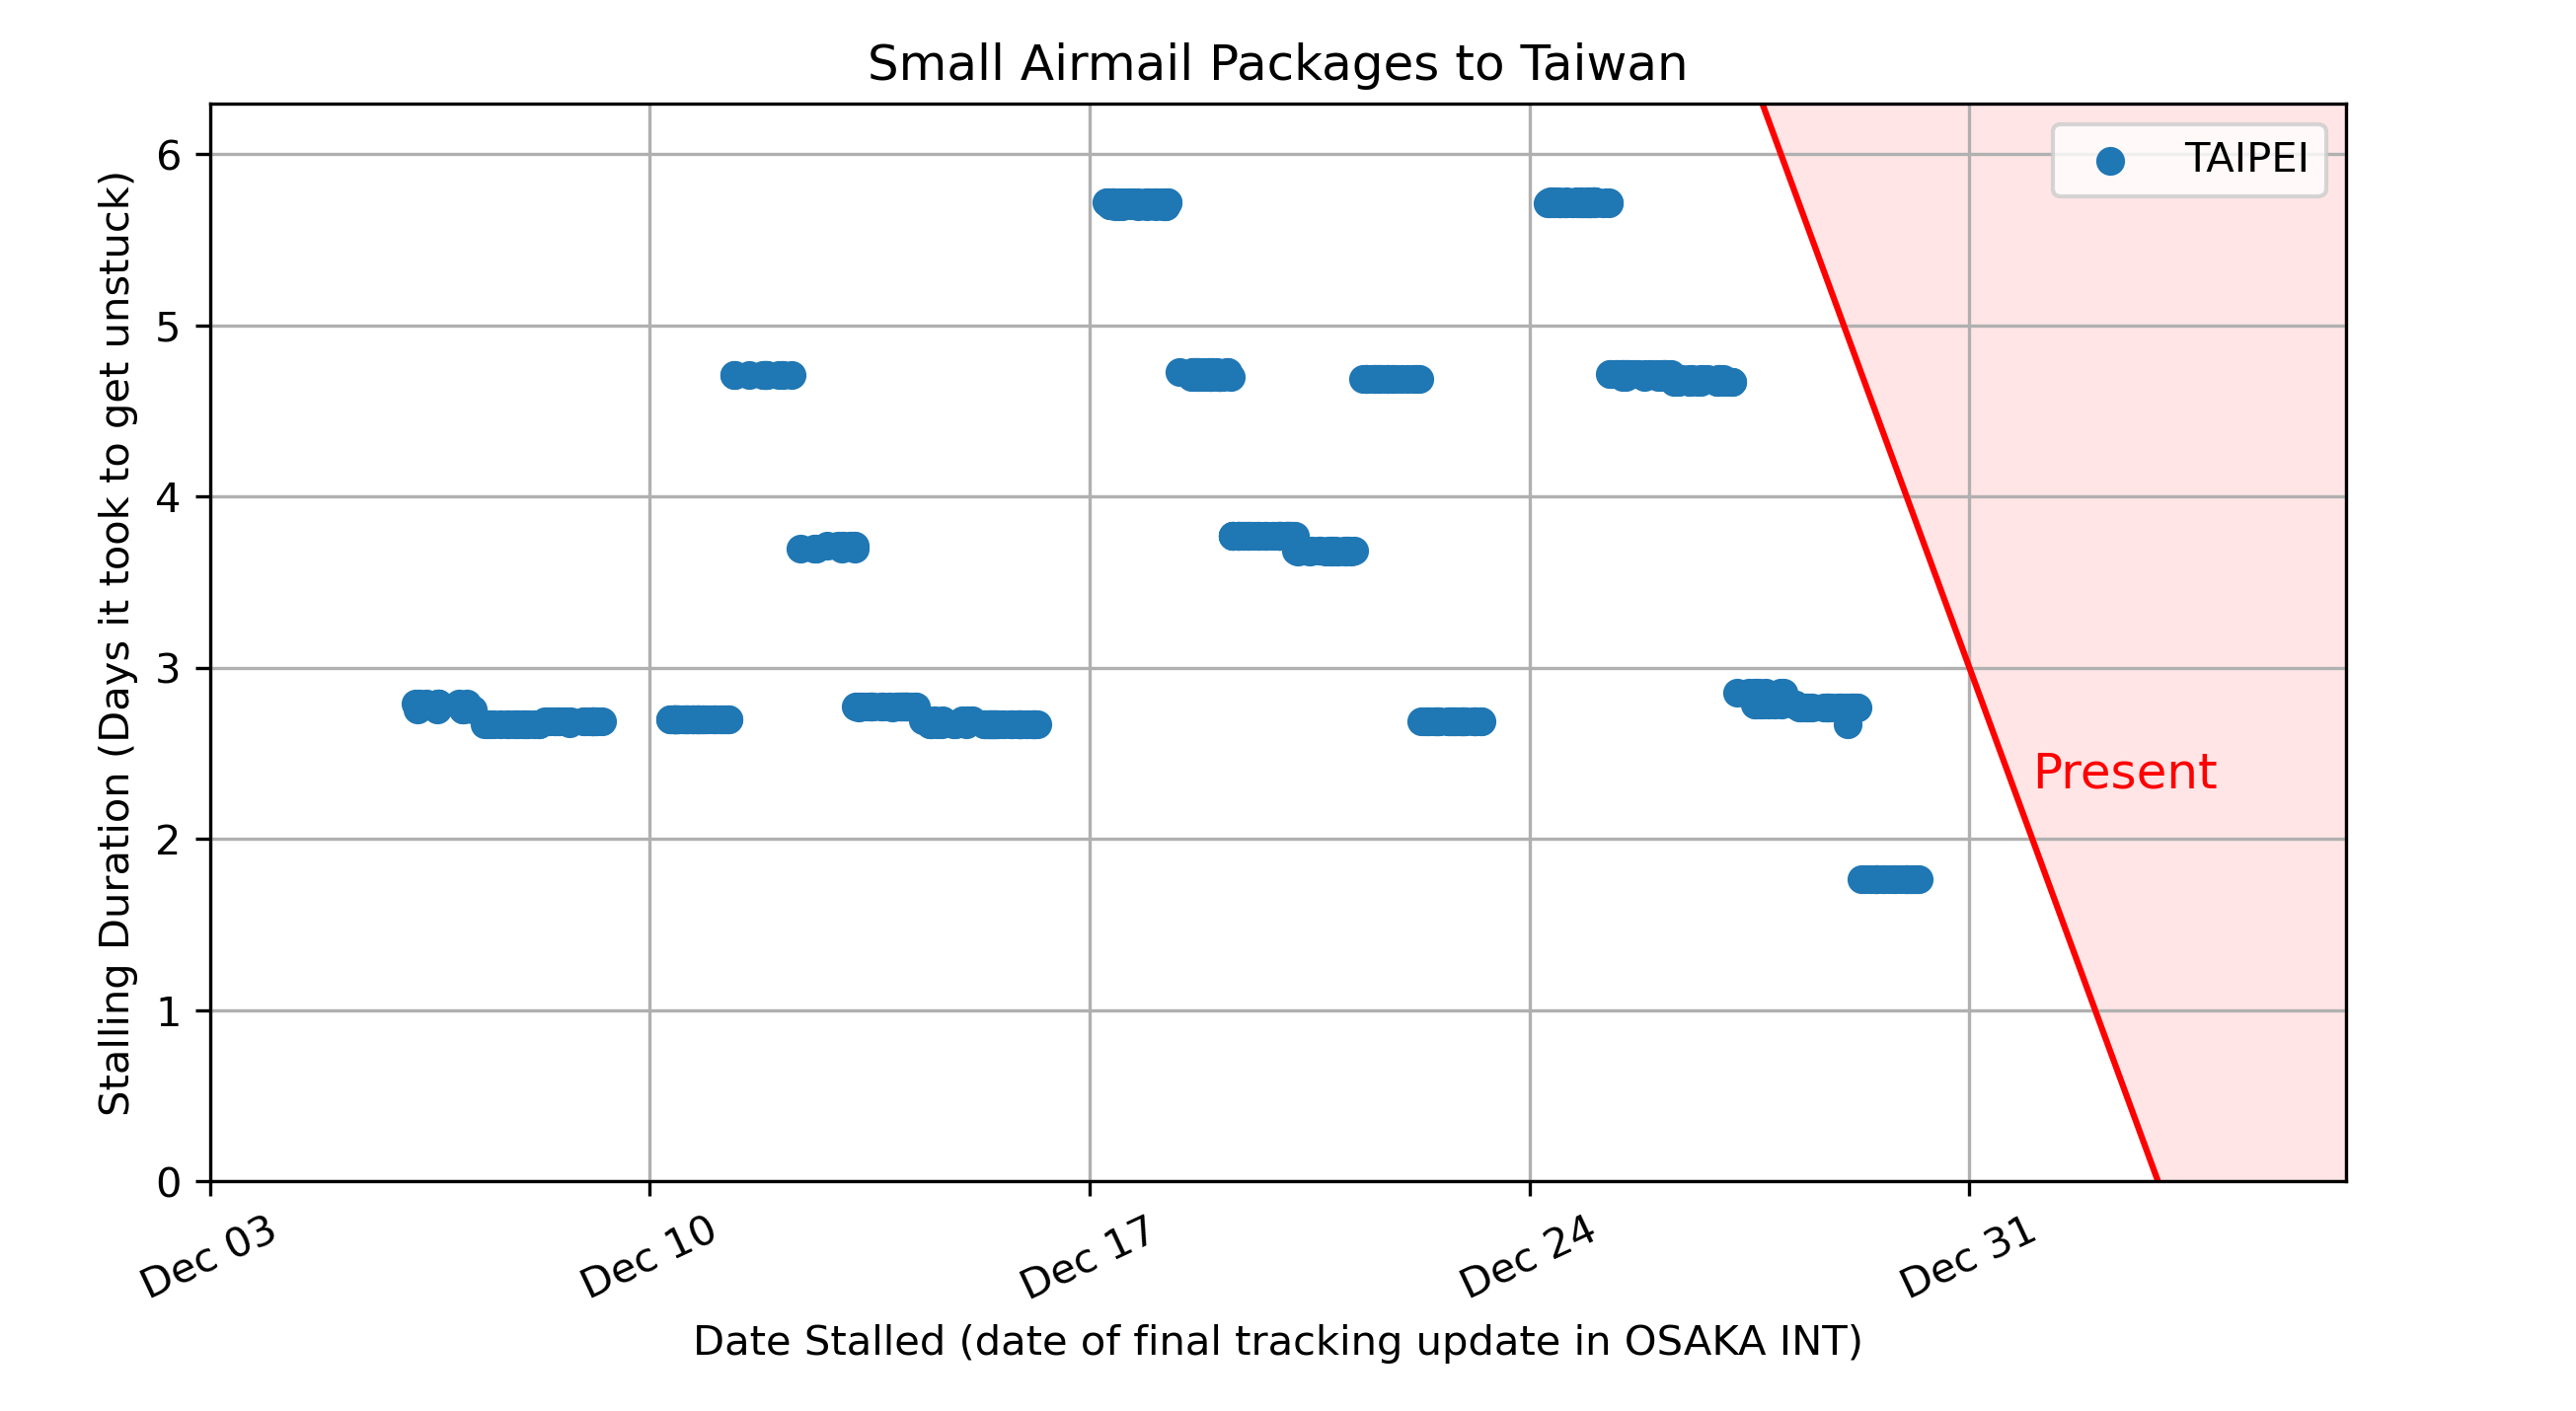 Small Airmail Packages to Taiwan
TAIPEI
Stalling Duration (Days it took to get unstuck)
6
5
4
3
2
1
0
Present
Dec 03
Dec 10
Dec 17
Dec 24
Dec 31
Date Stalled (date of final tracking update in OSAKA INT)